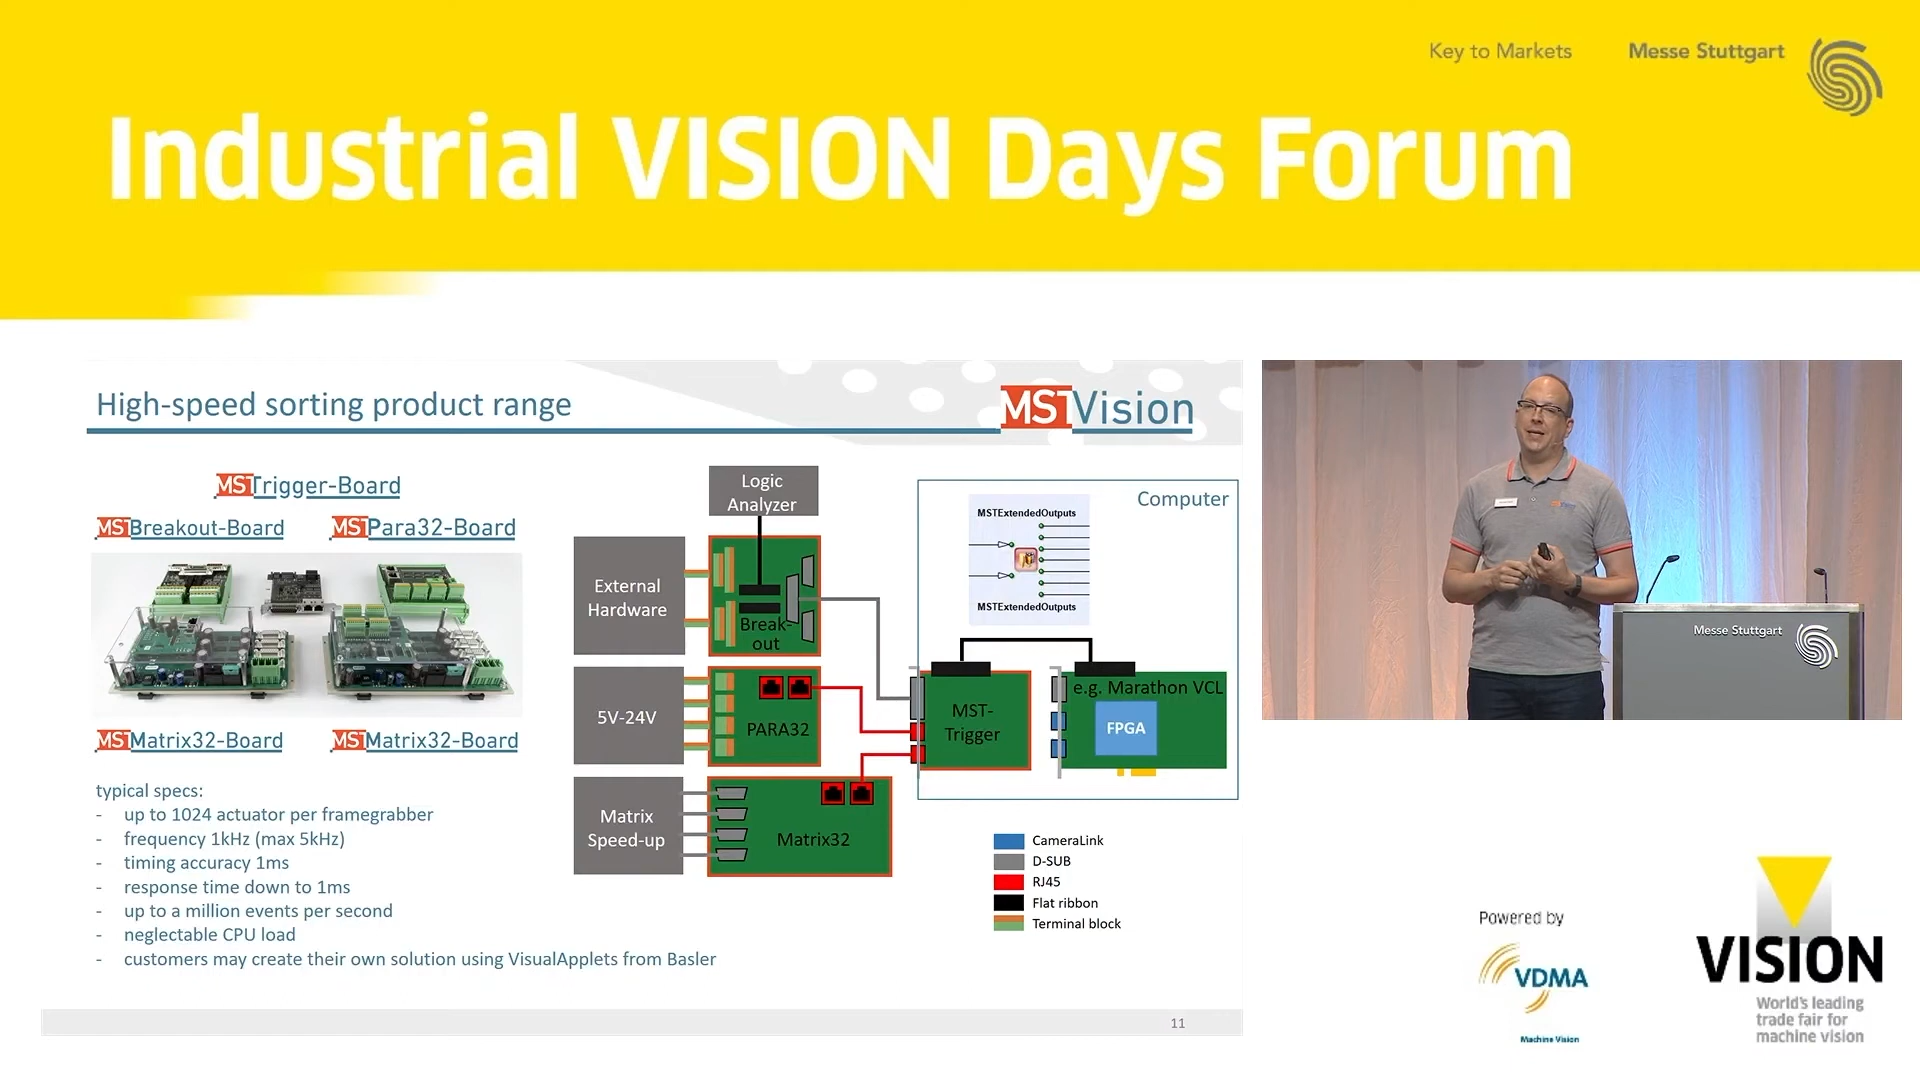 Key to Markets
Messe Stuttgart
Industrial VISION Days Forum
High-speed sorting product range
MSTVision
MSTTrigger-Board
MSTBreakout-Board
MSTPara32-Board
MSTMatrix32-Board
MSTMatrix32-Board
typical specs:
- up to 1024 actuator per framegrabber
- frequency 1kHz (max 5kHz)
- timing accuracy 1ms
- response time down to 1ms
- up to a million events per second
- neglectable CPU load
- customers may create their own solution using VisualApplets from Basler
Logic
Analyzer
External
Hardware
Break-
out
5V-24V
PARA32
Matrix
Speed-up
Matrix32
Computer
MSTExtendedOutputs
MSTExtendedOutputs
MST-
Trigger
e.g. Marathon VCL
FPGA
CameraLink
D-SUB
RJ45
Flat ribbon
Terminal block
11
Messe Stuttgart
Powered by
VDMA
Machine Vision
VISION
World's leading
trade fair for
machine vision